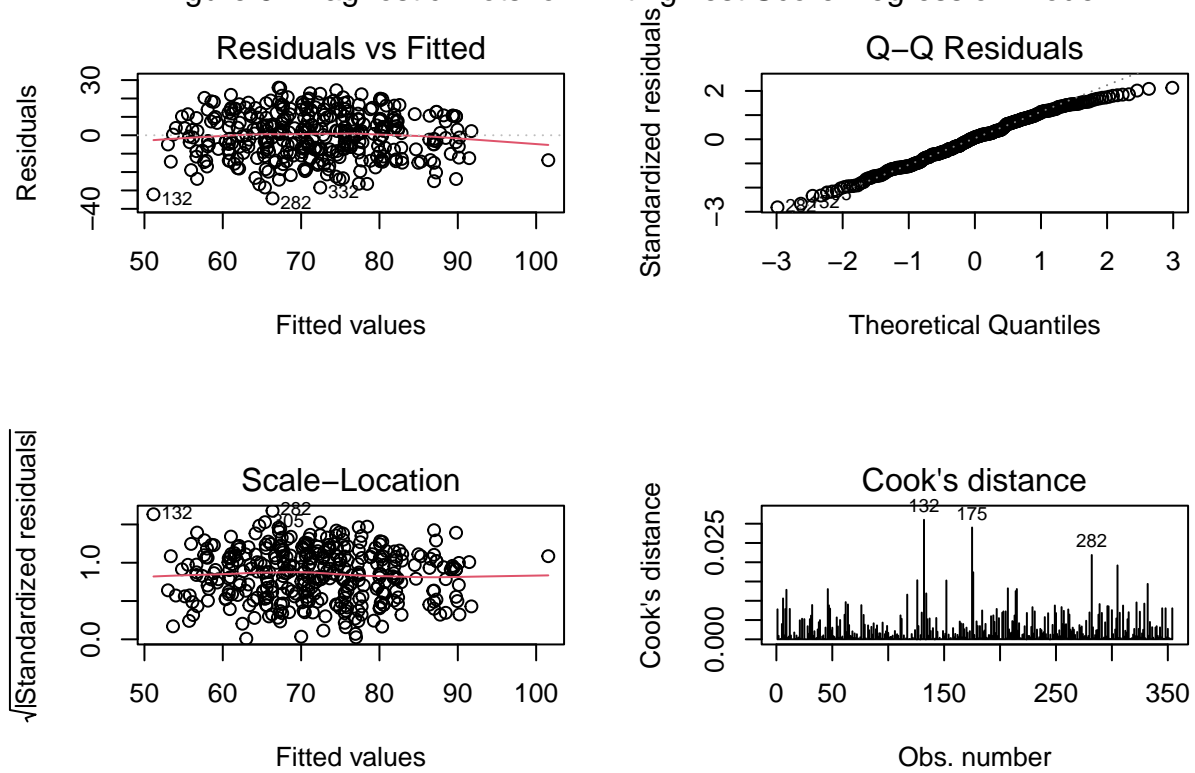 Residuals vs Fitted
Residuals
30
0
−40
132
282
332
50 60 70 80 90 100
Fitted values
Q−Q Residuals
Standardized residuals
2
0
−3
−3 −2 −1 0 1 2 3
Theoretical Quantiles
Scale−Location
√|Standardized residuals|
1.0
0.0
132
282
50 60 70 80 90 100
Fitted values
Cook's distance
Cook's distance
0.025
0.000
132
175
282
0 50 150 250 350
Obs. number